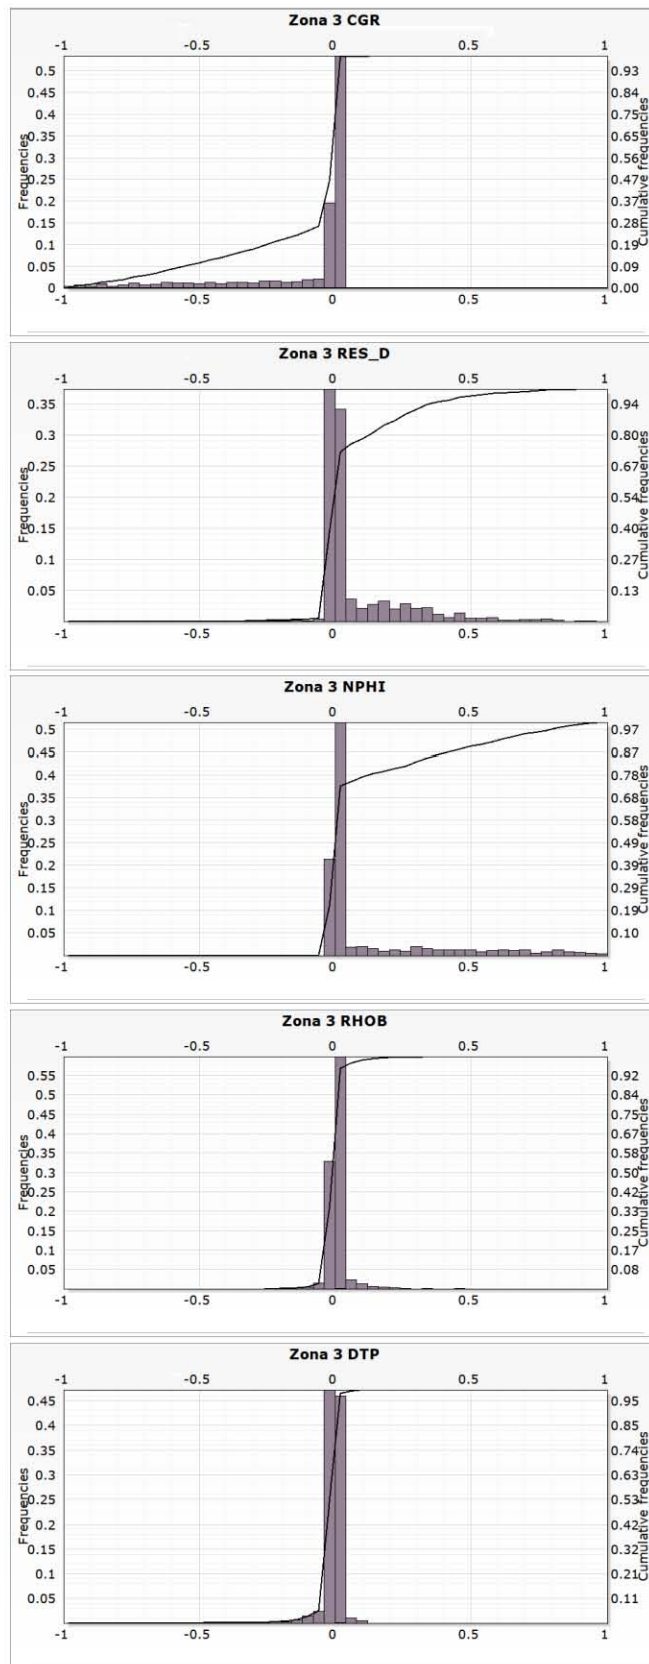 Zona 3 CGR
-1 -0.5 0 0.5 1
0.5 0.93
0.45 0.84
0.4 0.75
0.35 0.65
0.3 0.56
0.25 0.47
0.2 0.37
0.15 0.28
0.1 0.19
0.05 0.09
0 0.00
Frequencies
Cumulative frequencies
-1 -0.5 0 0.5 1
Zona 3 RES_D
-1 -0.5 0 0.5 1
0.35 0.94
0.3 0.80
0.25 0.67
0.2 0.54
0.15 0.40
0.1 0.27
0.05 0.13
Frequencies
Cumulative frequencies
-1 -0.5 0 0.5 1
Zona 3 NPHI
-1 -0.5 0 0.5 1
0.5 0.97
0.45 0.87
0.4 0.78
0.35 0.68
0.3 0.58
0.25 0.49
0.2 0.39
0.15 0.29
0.1 0.19
0.05 0.10
Frequencies
Cumulative frequencies
-1 -0.5 0 0.5 1
Zona 3 RHOB
-1 -0.5 0 0.5 1
0.55 0.92
0.5 0.84
0.45 0.75
0.4 0.67
0.35 0.58
0.3 0.50
0.25 0.42
0.2 0.33
0.15 0.25
0.1 0.17
0.05 0.08
Frequencies
Cumulative frequencies
-1 -0.5 0 0.5 1
Zona 3 DTP
-1 -0.5 0 0.5 1
0.45 0.95
0.4 0.85
0.35 0.74
0.3 0.63
0.25 0.53
0.2 0.42
0.15 0.32
0.1 0.21
0.05 0.11
Frequencies
Cumulative frequencies
-1 -0.5 0 0.5 1